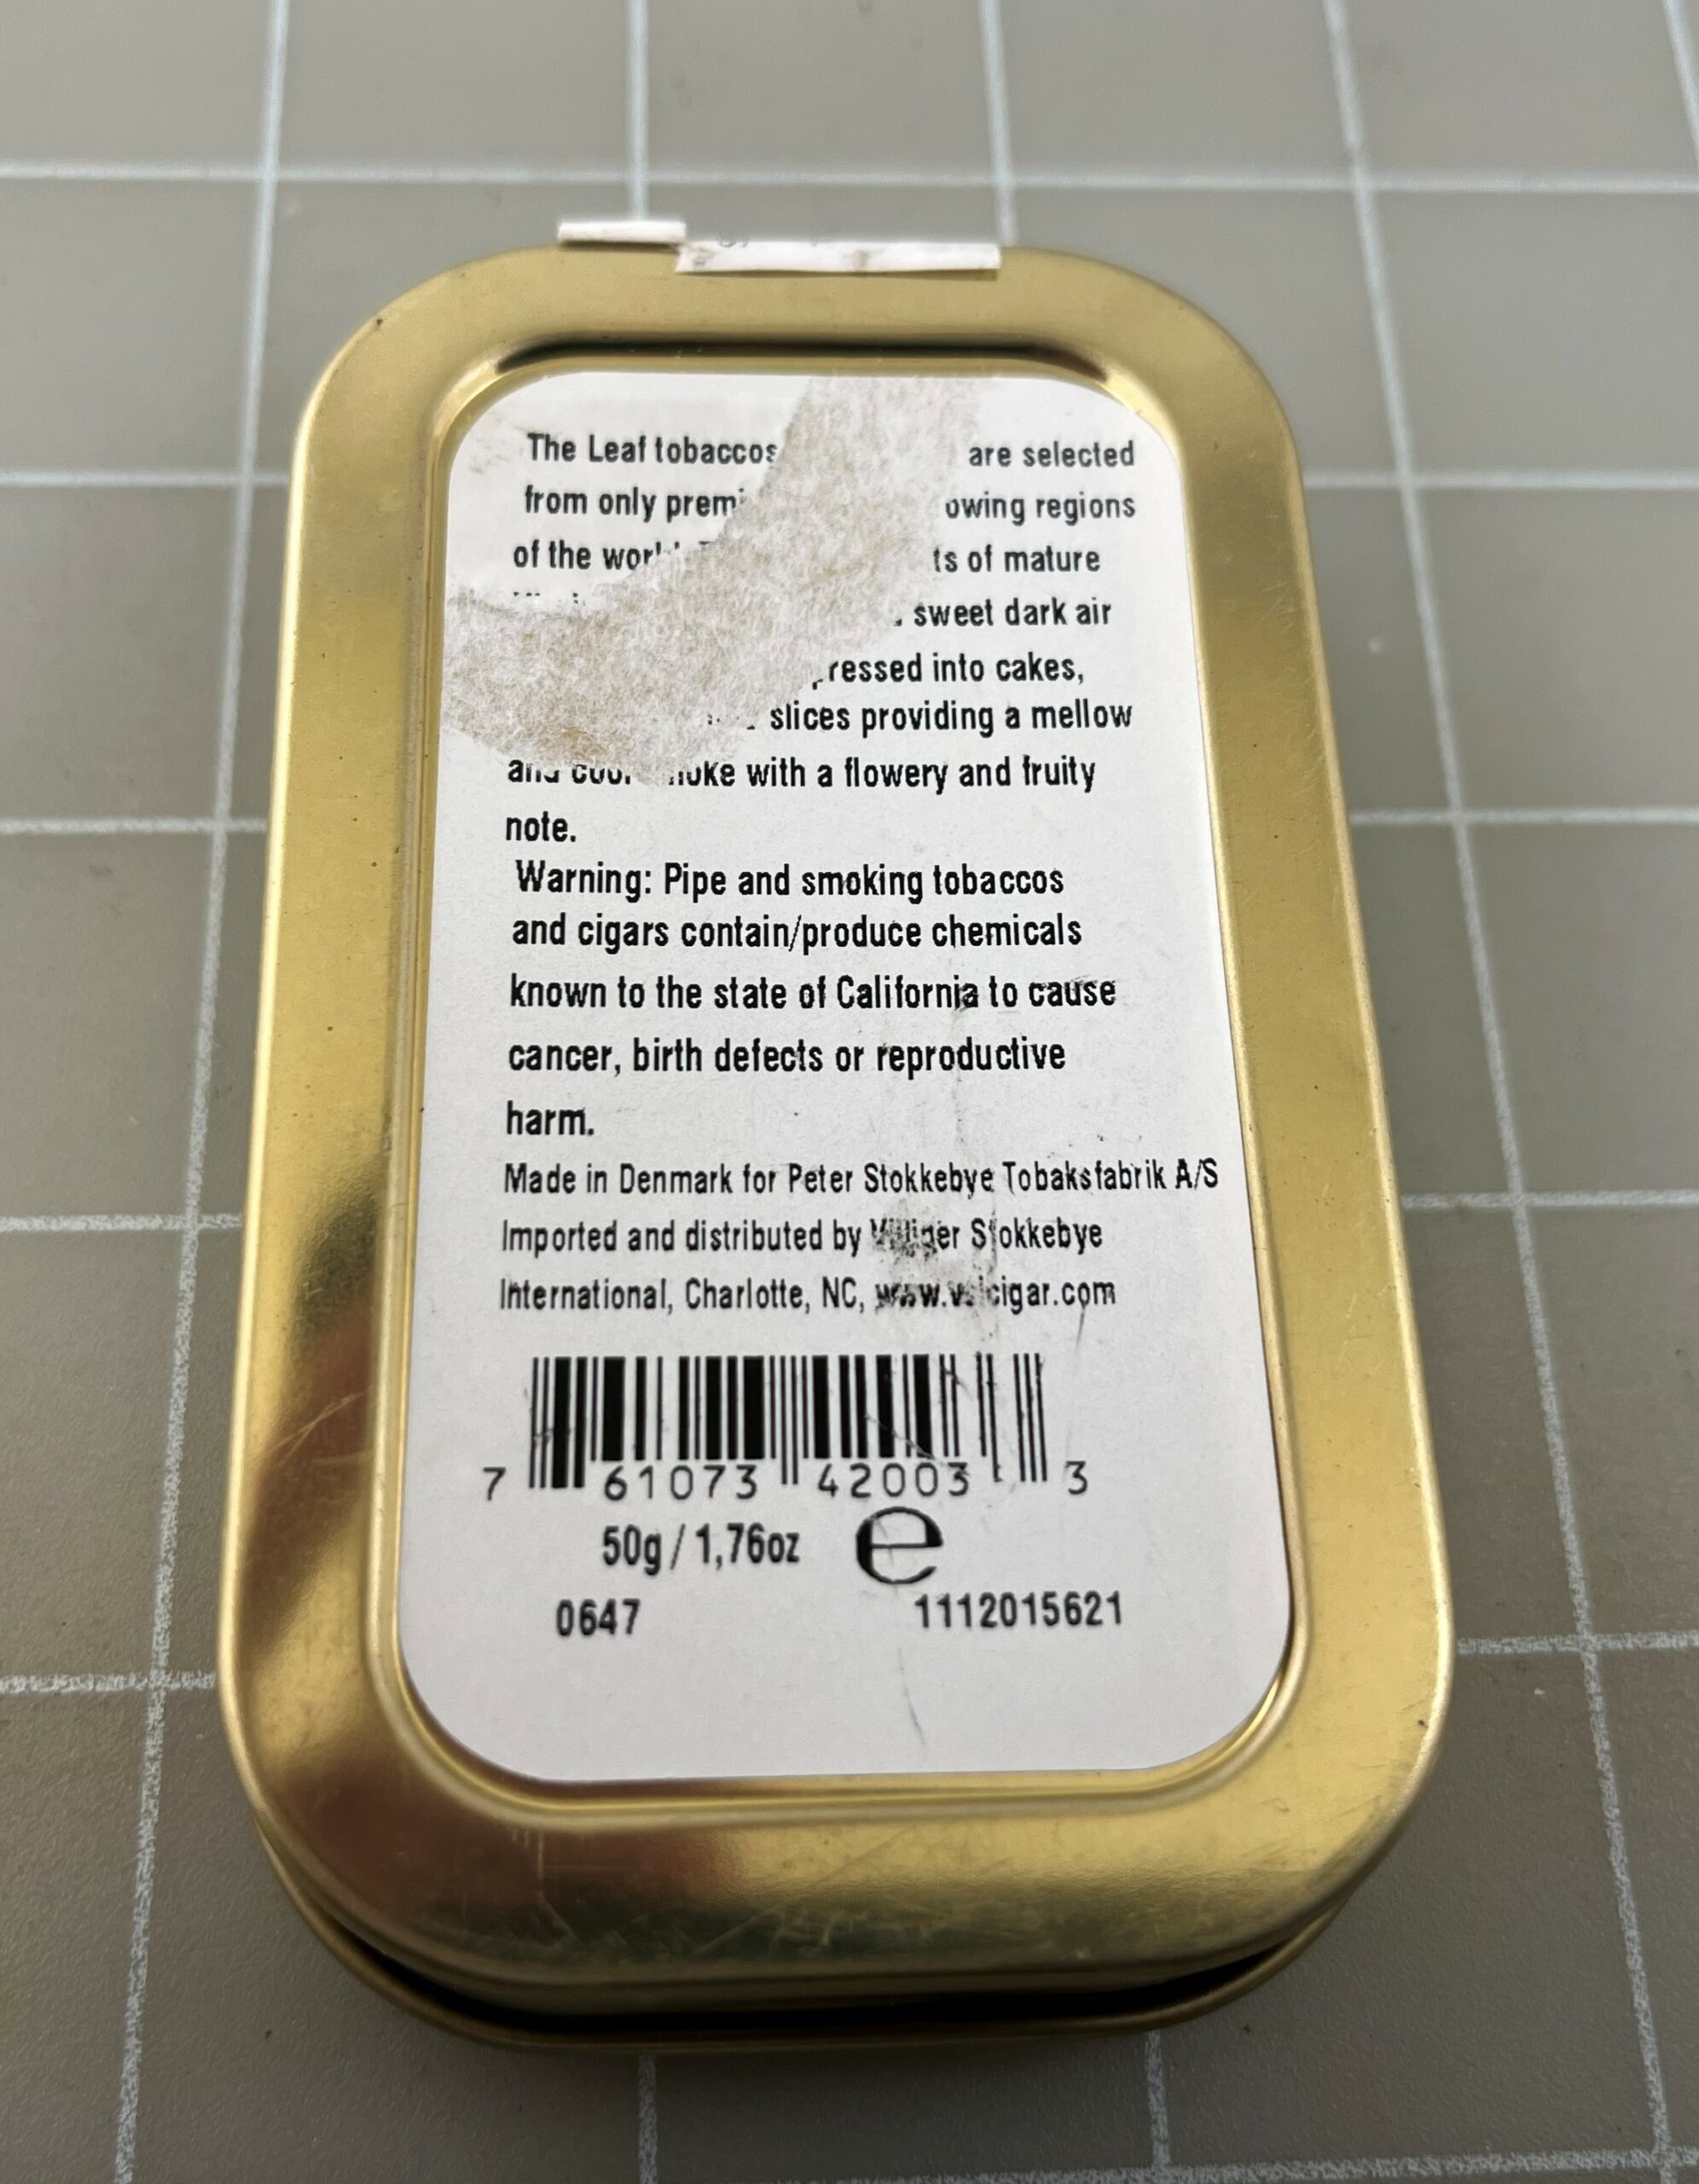 The Leaf tobaccos are selected
from only owing regions
of the of mature
sweet dark air
ressed into cakes,
slices providing a mellow
with a flowery and fruity
note.
Warning: Pipe and smoking tobaccos
and cigars contain/produce chemicals
known to the state of California to cause
cancer, birth defects or reproductive
harm.
Made in Denmark for Peter Stokkebye Tobaksfabrik A/S
Imported and distributed by Villiger Stokkebye
International, Charlotte, NC,
7 61073 42003 3
50g / 1,76oz e
0647 1112015621